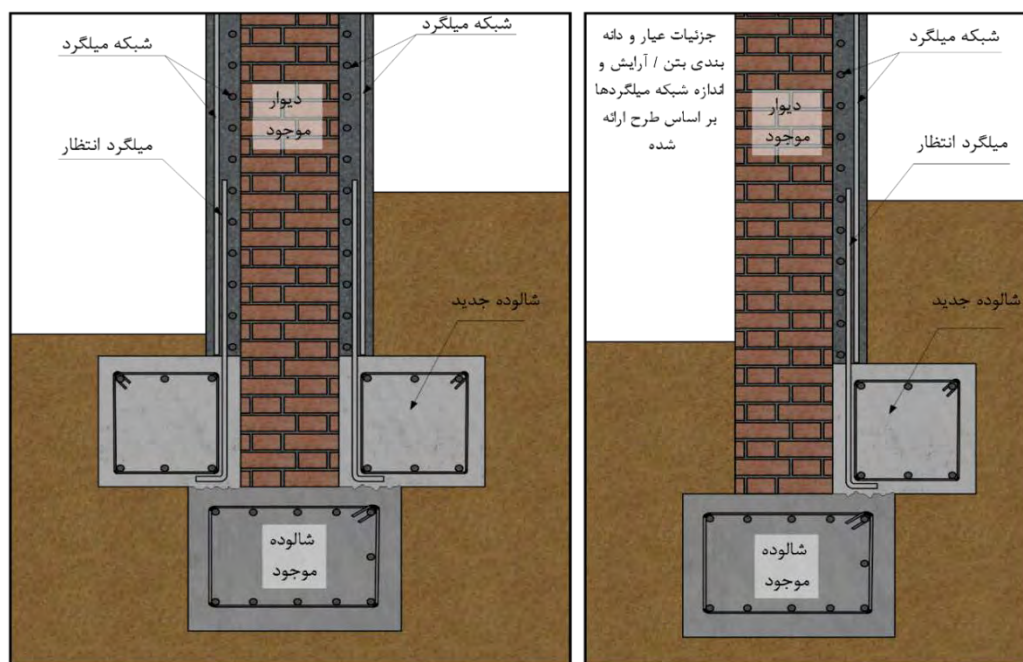 شبکه میلگرد
شبکه میلگرد
دیوار
موجود
میلگرد انتظار
شالوده جدید
شالوده
موجود
جزئیات عیار و دانه
بندی بتن / آرایش و
اندازه شبکه میلگردها
بر اساس طرح ارائه
شده
شبکه میلگرد
دیوار
موجود
میلگرد انتظار
شالوده جدید
شالوده
موجود